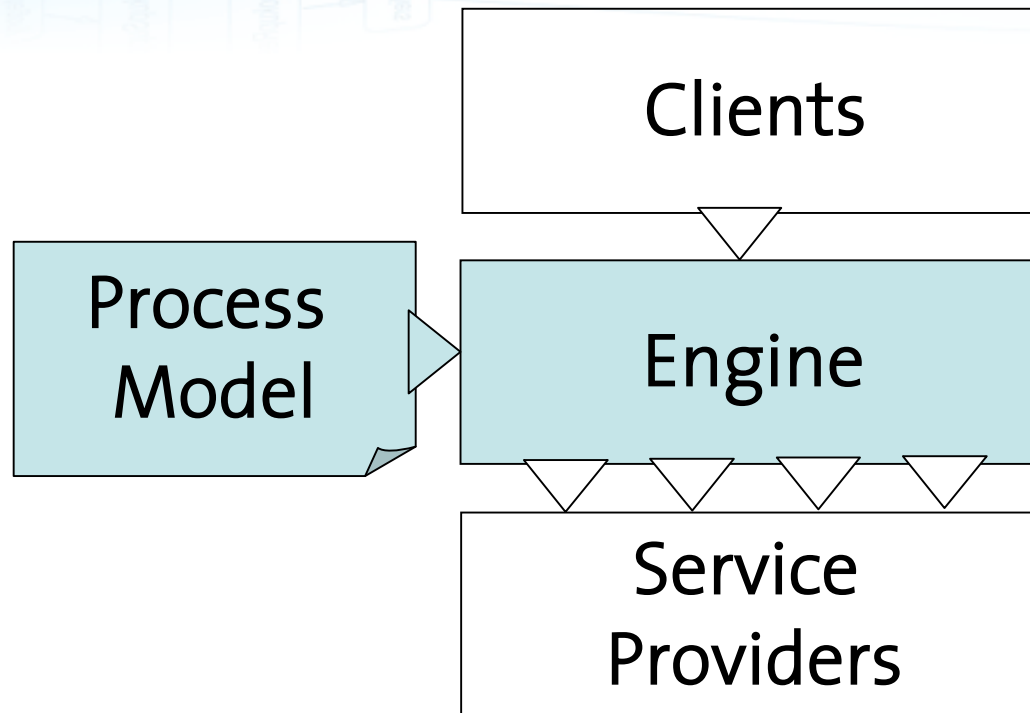 Clients
Process
Model
Engine
Service
Providers